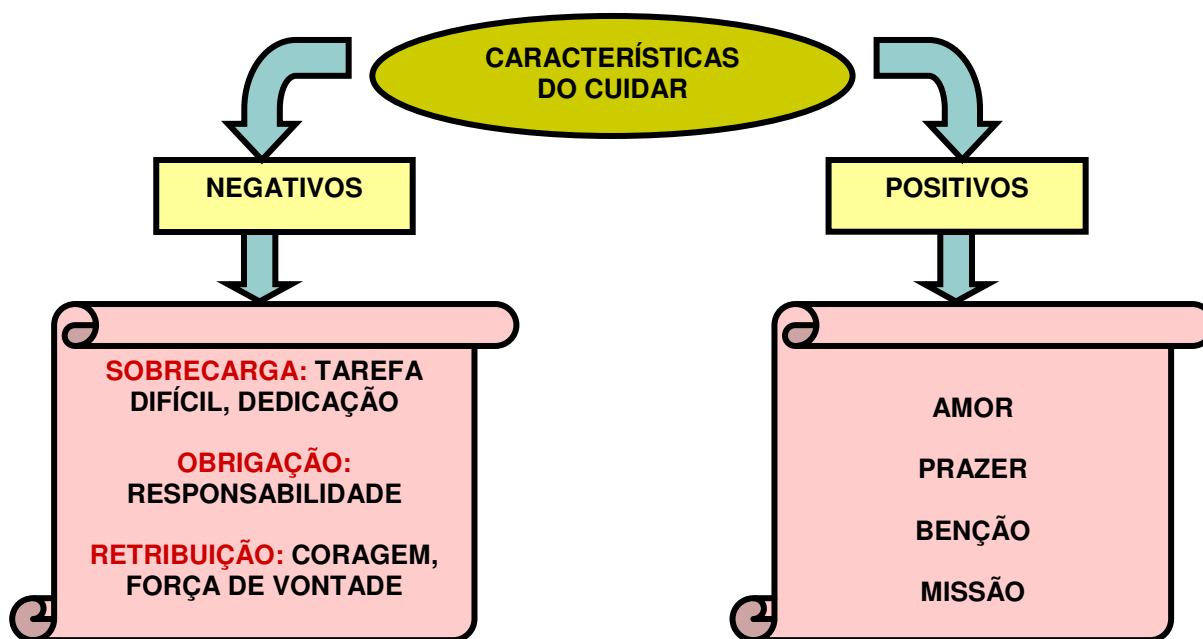 CARACTERÍSTICAS
DO CUIDAR
NEGATIVOS
POSITIVOS
SOBRECARGA: TAREFA
DIFÍCIL, DEDICAÇÃO
OBRIGAÇÃO:
RESPONSABILIDADE
RETRIBUIÇÃO: CORAGEM,
FORÇA DE VONTADE
AMOR
PRAZER
BENÇÃO
MISSÃO